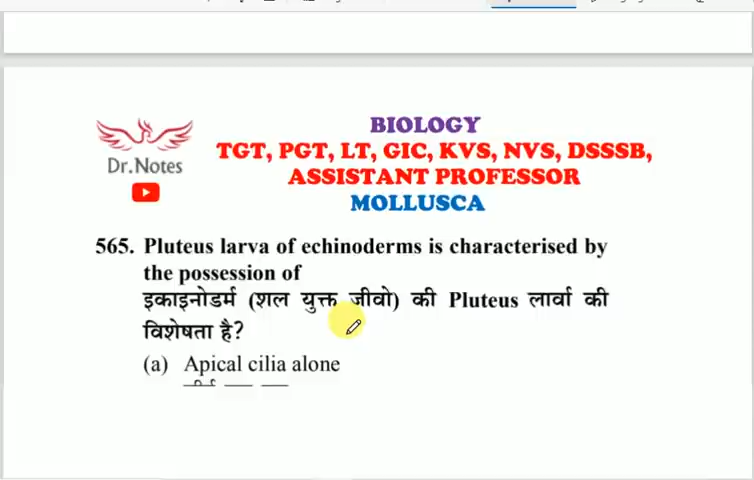 BIOLOGY
TGT, PGT, LT, GIC, KVS, NVS, DSSSB,
ASSISTANT PROFESSOR
MOLLUSCA
Dr.Notes
565. Pluteus larva of echinoderms is characterised by
the possession of
इकाइनोडर्म (शल युक्त जीवो) की Pluteus लार्वा की
विशेषता है?
(a) Apical cilia alone